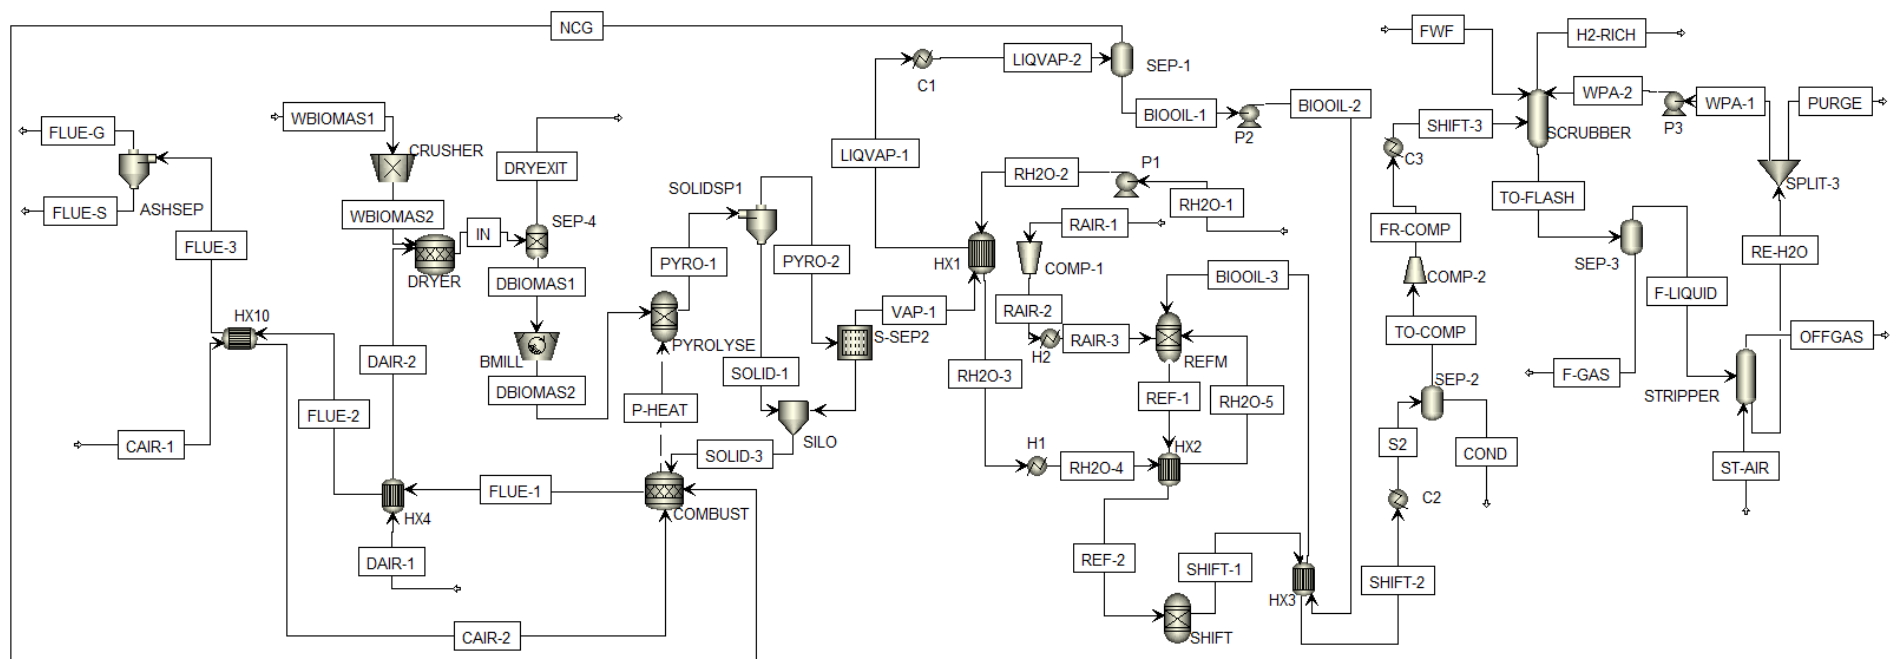 NCG
FWF
H2-RICH
C1
LIQVAP-2
SEP-1
WPA-2
WPA-1
PURGE
P3
BIOOIL-1
P2
BIOOIL-2
WBIOMAS1
FLUE-G
CRUSHER
SHIFT-3
SCRUBBER
C3
LIQVAP-1
DRYEXIT
RH2O-2
P1
SPLIT-3
SOLIDSP1
FLUE-S
ASHSEP
WBIOMAS2
TO-FLASH
RH2O-1
FLUE-3
IN
SEP-4
RAIR-1
FR-COMP
RE-H2O
PYRO-1
PYRO-2
HX1
COMP-1
SEP-3
DRYER
DBIOMAS1
BIOOIL-3
COMP-2
F-LIQUID
HX10
VAP-1
RAIR-2
TO-COMP
OFFGAS
DAIR-2
BMILL
PYROLYSE
S-SEP2
H2
RAIR-3
REFM
SOLID-1
RH2O-3
F-GAS
SEP-2
DBIOMAS2
STRIPPER
FLUE-2
P-HEAT
REF-1
RH2O-5
CAIR-1
SILO
H1
HX2
S2
COND
SOLID-3
RH2O-4
ST-AIR
FLUE-1
C2
HX4
COMBUST
DAIR-1
REF-2
SHIFT-1
SHIFT-2
HX3
CAIR-2
SHIFT